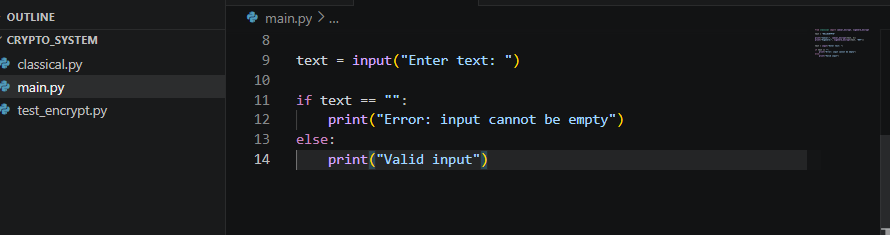 OUTLINE
CRYPTO_SYSTEM
classical.py
main.py
test_encrypt.py
main.py > ...
8
9 text = input("Enter text: ")
10
11 if text == "":
12 print("Error: input cannot be empty")
13 else:
14 print("Valid input")